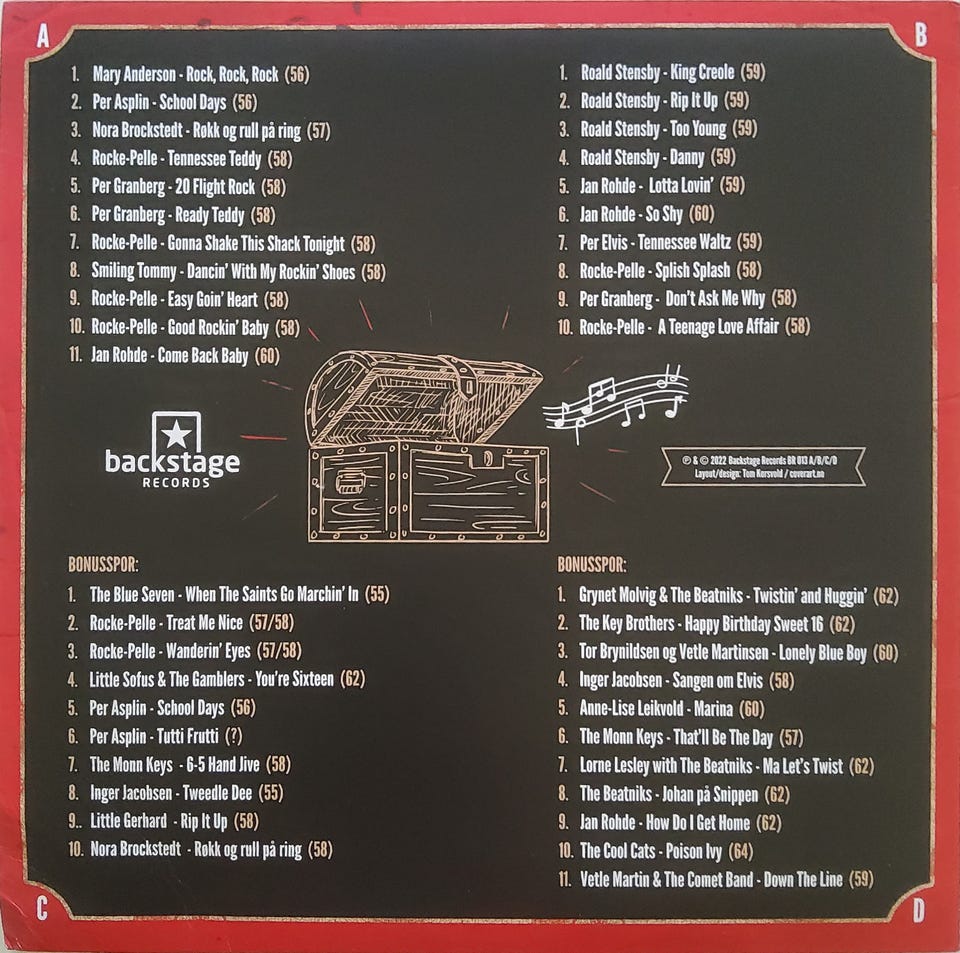 A
B
1. Mary Anderson - Rock, Rock, Rock (56)
2. Per Asplin - School Days (56)
3. Nora Brockstedt - Røkk og rull på ring (57)
4. Rocke-Pelle - Tennessee Teddy (58)
5. Per Granberg - 20 Flight Rock (58)
6. Per Granberg - Ready Teddy (58)
7. Rocke-Pelle - Gonna Shake This Shack Tonight (58)
8. Smiling Tommy - Dancin' With My Rockin' Shoes (58)
9. Rocke-Pelle - Easy Goin' Heart (58)
10. Rocke-Pelle - Good Rockin' Baby (58)
11. Jan Rohde - Come Back Baby (60)
1. Roald Stensby - King Creole (59)
2. Roald Stensby - Rip It Up (59)
3. Roald Stensby - Too Young (59)
4. Roald Stensby - Danny (59)
5. Jan Rohde - Lotta Lovin' (59)
6. Jan Rohde - So Shy (60)
7. Per Elvis - Tennessee Waltz (59)
8. Rocke-Pelle - Splish Splash (58)
9. Per Granberg - Don't Ask Me Why (58)
10. Rocke-Pelle - A Teenage Love Affair (58)
backstage
RECORDS
℗ & © 2022 Backstage Records BR 013 A/B/C/D
Layout/design: Tom Korsvold / coverart.no
BONUSSPOR:
1. The Blue Seven - When The Saints Go Marchin' In (55)
2. Rocke-Pelle - Treat Me Nice (57/58)
3. Rocke-Pelle - Wanderin' Eyes (57/58)
4. Little Sofus & The Gamblers - You're Sixteen (62)
5. Per Asplin - School Days (56)
6. Per Asplin - Tutti Frutti (?)
7. The Monn Keys - 6-5 Hand Jive (58)
8. Inger Jacobsen - Tweedle Dee (55)
9.. Little Gerhard - Rip It Up (58)
10. Nora Brockstedt - Røkk og rull på ring (58)
BONUSSPOR:
1. Grynet Molvig & The Beatniks - Twistin' and Huggin' (62)
2. The Key Brothers - Happy Birthday Sweet 16 (62)
3. Tor Brynildsen og Vetle Martinsen - Lonely Blue Boy (60)
4. Inger Jacobsen - Sangen om Elvis (58)
5. Anne-Lise Leikvold - Marina (60)
6. The Monn Keys - That'll Be The Day (57)
7. Lorne Lesley with The Beatniks - Ma Let's Twist (62)
8. The Beatniks - Johan på Snippen (62)
9. Jan Rohde - How Do I Get Home (62)
10. The Cool Cats - Poison Ivy (64)
11. Vetle Martin & The Comet Band - Down The Line (59)
C
D